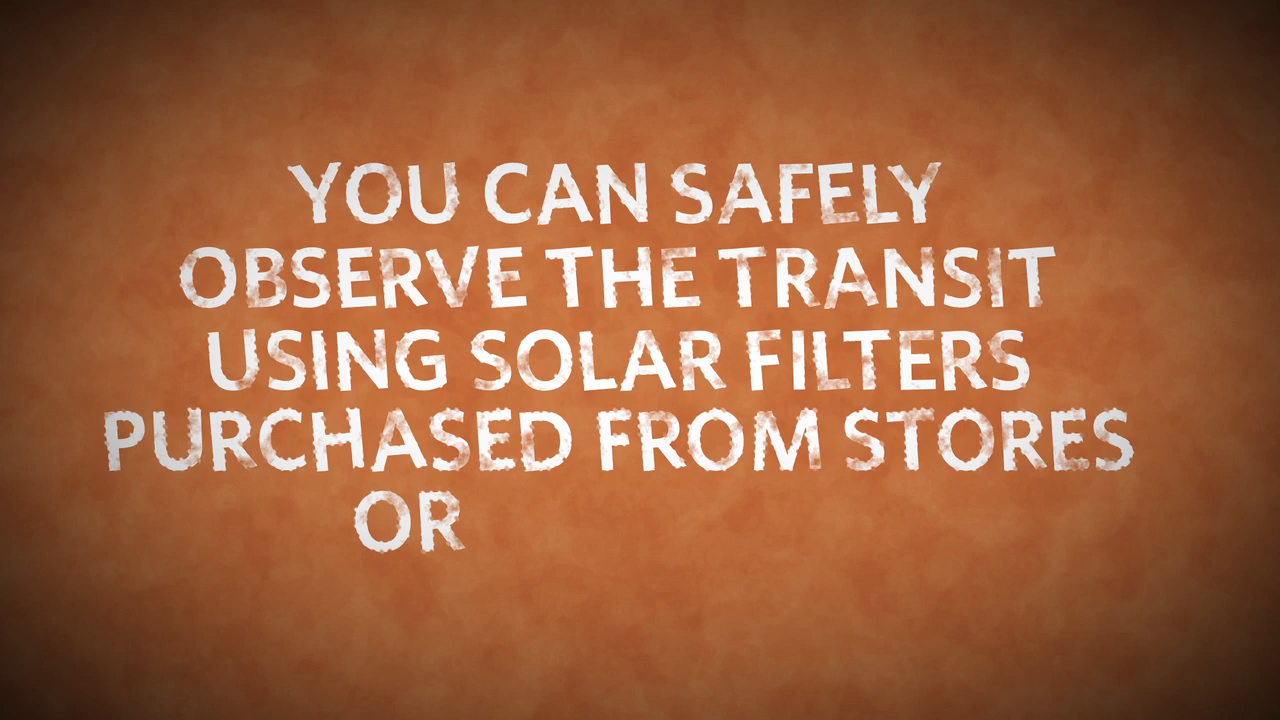 YOU CAN SAFELY
OBSERVE THE TRANSIT
USING SOLAR FILTERS
PURCHASED FROM STORES
OR